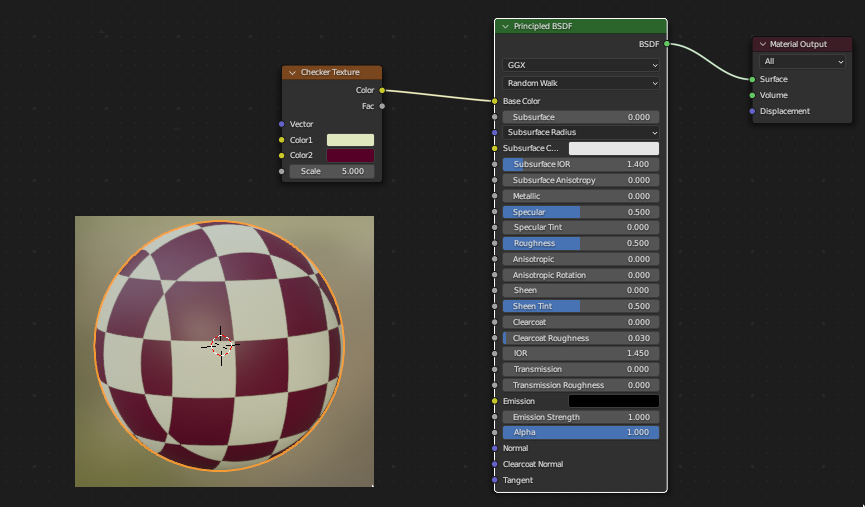 Checker Texture
Color
Fac
Vector
Color1
Color2
Scale 5.000
Principled BSDF
BSDF
GGX
Random Walk
Base Color
Subsurface 0.000
Subsurface Radius
Subsurface C...
Subsurface IOR 1.400
Subsurface Anisotropy 0.000
Metallic 0.000
Specular 0.500
Specular Tint 0.000
Roughness 0.500
Anisotropic 0.000
Anisotropic Rotation 0.000
Sheen 0.000
Sheen Tint 0.500
Clearcoat 0.000
Clearcoat Roughness 0.030
IOR 1.450
Transmission 0.000
Transmission Roughness 0.000
Emission
Emission Strength 1.000
Alpha 1.000
Normal
Clearcoat Normal
Tangent
Material Output
All
Surface
Volume
Displacement